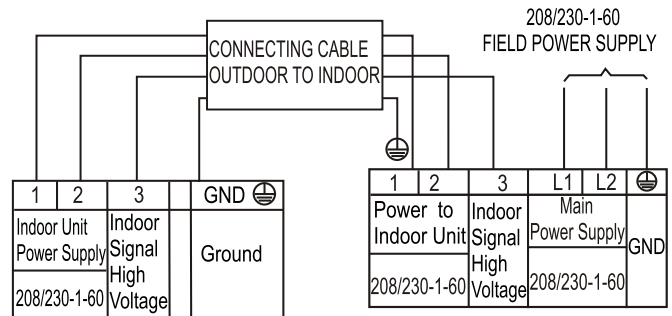 208/230-1-60
FIELD POWER SUPPLY
CONNECTING CABLE
OUTDOOR TO INDOOR
1 2 3 GND
Indoor Unit
Power Supply
208/230-1-60
Indoor
Signal
High
Voltage
Ground
1 2 3 L1 L2
Power to
Indoor Unit
208/230-1-60
Indoor
Signal
High
Voltage
Main
Power Supply
208/230-1-60
GND